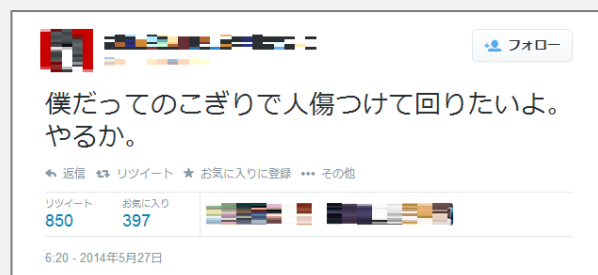 フォロー
僕だってのこぎりで人傷つけて回りたいよ。
やるか。
返信 リツイート ★ お気に入りに登録 ••• その他
リツイート お気に入り
850 397
6:20 - 2014年5月27日